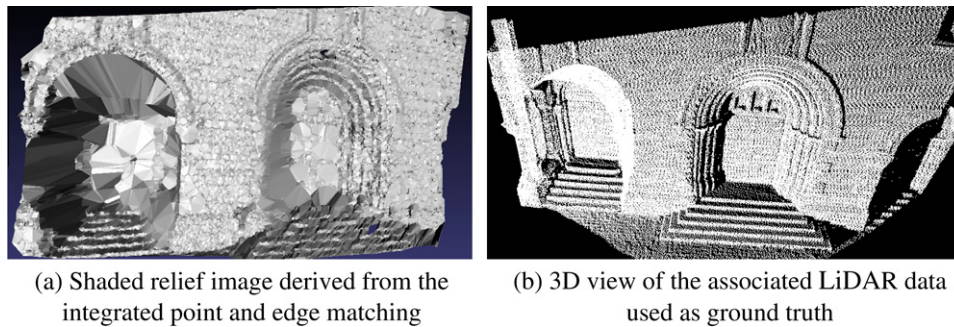 (a) Shaded relief image derived from the
integrated point and edge matching
(b) 3D view of the associated LiDAR data
used as ground truth